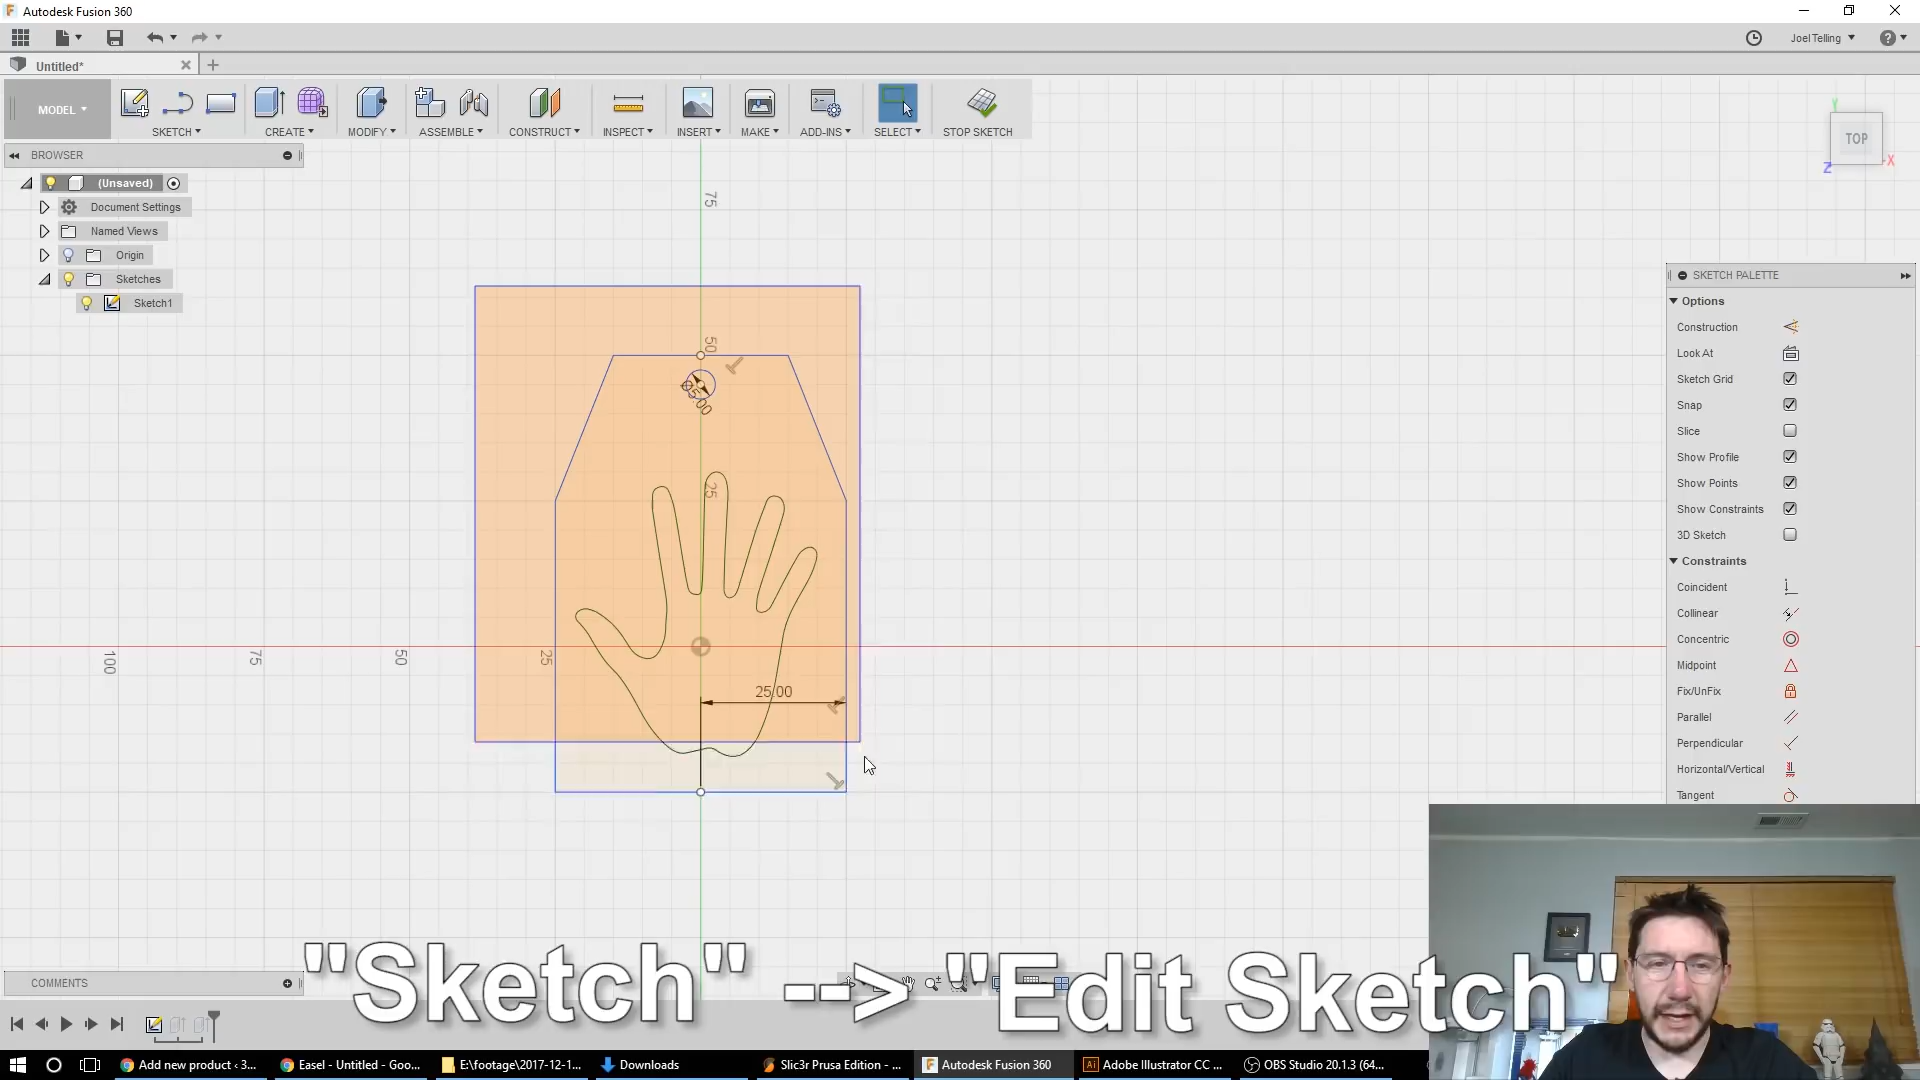 Autodesk Fusion 360
Joel Telling
Untitled*
MODEL
SKETCH
CREATE
MODIFY
ASSEMBLE
CONSTRUCT
INSPECT
INSERT
MAKE
ADD-INS
SELECT
STOP SKETCH
BROWSER
(Unsaved)
Document Settings
Named Views
Origin
Sketches
Sketch1
Y
TOP
X
Z
75
50
25
100
75
50
25
Ø5.00
25.00
SKETCH PALETTE
Options
Construction
Look At
Sketch Grid
Snap
Slice
Show Profile
Show Points
Show Constraints
3D Sketch
Constraints
Coincident
Collinear
Concentric
Midpoint
Fix/UnFix
Parallel
Perpendicular
Horizontal/Vertical
Tangent
COMMENTS
"Sketch" --> "Edit Sketch"
Add new product ‹ 3...
Easel - Untitled - Goo...
E:\footage\2017-12-1...
Downloads
Slic3r Prusa Edition - ...
Autodesk Fusion 360
Adobe Illustrator CC ...
OBS Studio 20.1.3 (64...